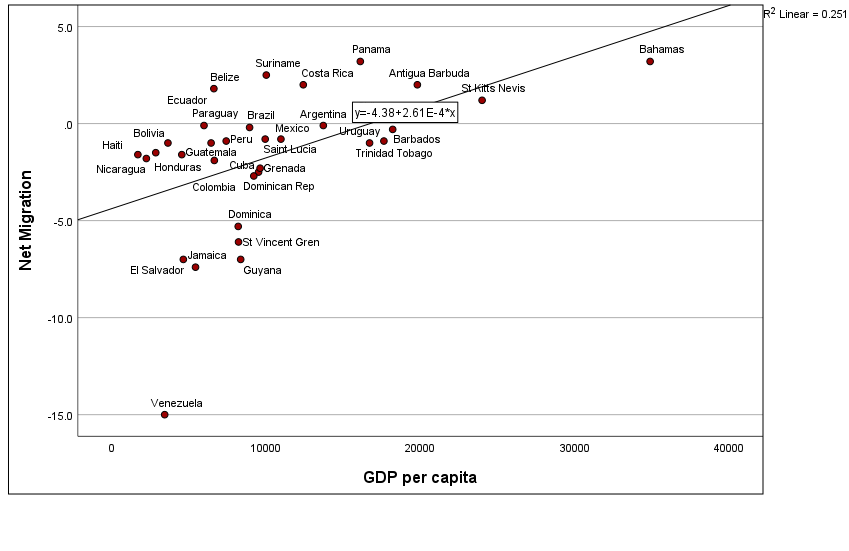 R2 Linear = 0.251
5.0
.0
-5.0
-10.0
-15.0
Net Migration
Panama
Bahamas
Suriname
Costa Rica
Antigua Barbuda
Belize
St Kitts Nevis
Ecuador
y=-4.38+2.61E-4*x
Paraguay
Brazil
Argentina
Bolivia
Mexico
Uruguay
Haiti
Peru
Barbados
Guatemala
Saint Lucia
Trinidad Tobago
Nicaragua
Honduras
Cuba
Grenada
Colombia
Dominican Rep
Dominica
St Vincent Gren
Jamaica
El Salvador
Guyana
Venezuela
0
10000
20000
30000
40000
GDP per capita